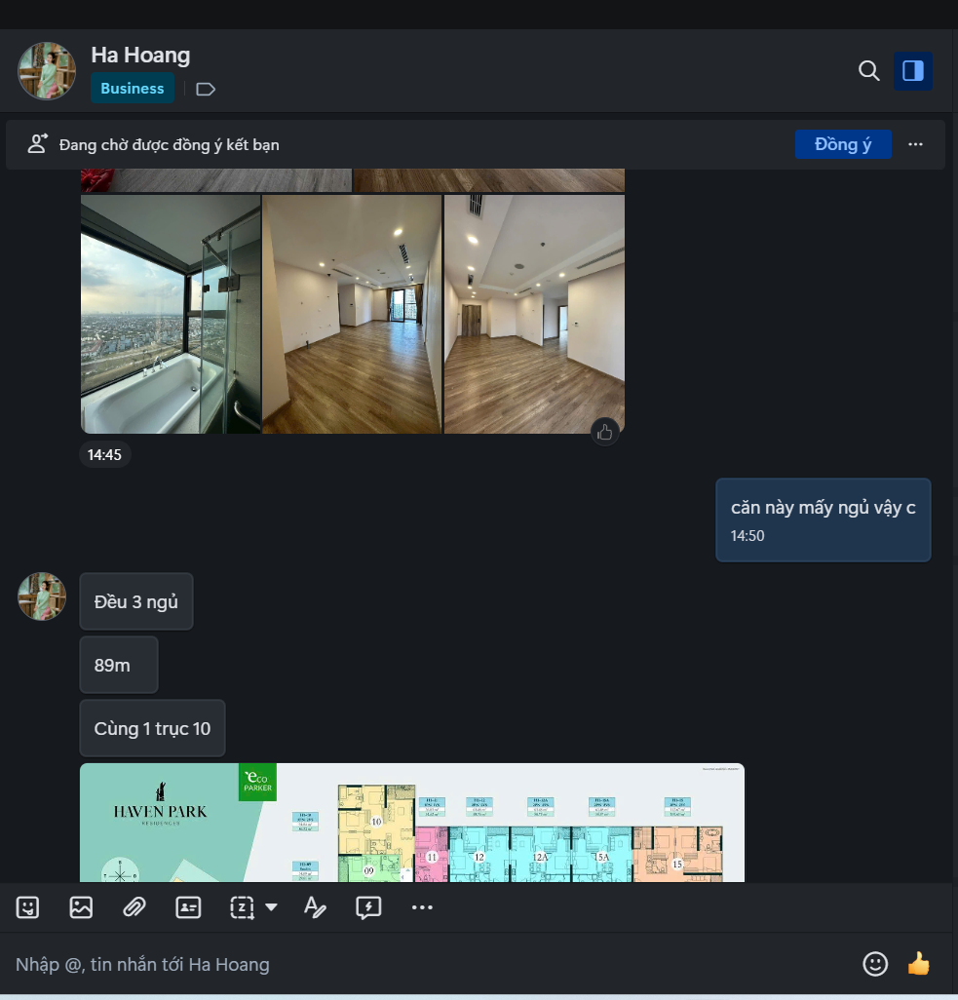 Ha Hoang
Business
Đang chờ được đồng ý kết bạn
Đồng ý
14:45
căn này mấy ngủ vậy c
14:50
Đều 3 ngủ
89m
Cùng 1 trục 10
eco
PARKER
HAVEN PARK
RESIDENCES
10
09
11
12
12A
15A
15
Nhập @, tin nhắn tới Ha Hoang